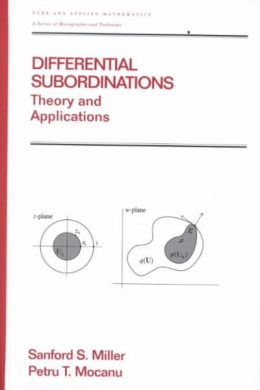 PURE AND APPLIED MATHEMATICS
A Series of Monographs and Textbooks
DIFFERENTIAL
SUBORDINATIONS
Theory and
Applications
z-plane
w-plane
1
q(U)
Sanford S. Miller
Petru T. Mocanu